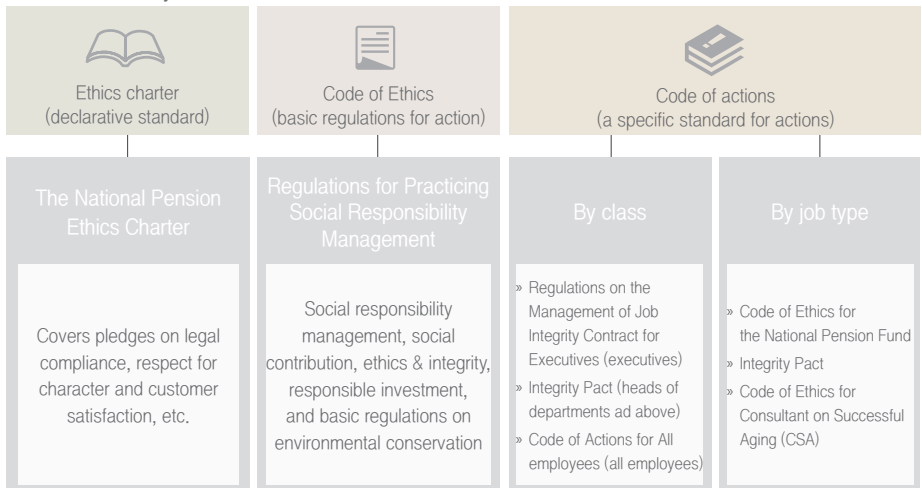 Ethics charter
(declarative standard)
Code of Ethics
(basic regulations for action)
Code of actions
(a specific standard for actions)
The National Pension
Ethics Charter
Regulations for Practicing
Social Responsibility
Management
By class
By job type
Covers pledges on legal
compliance, respect for
character and customer
satisfaction, etc.
Social responsibility
management, social
contribution, ethics & integrity,
responsible investment,
and basic regulations on
environmental conservation
» Regulations on the
Management of Job
Integrity Contract for
Executives (executives)
» Integrity Pact (heads of
departments ad above)
» Code of Actions for All
employees (all employees)
» Code of Ethics for
the National Pension Fund
» Integrity Pact
» Code of Ethics for
Consultant on Successful
Aging (CSA)